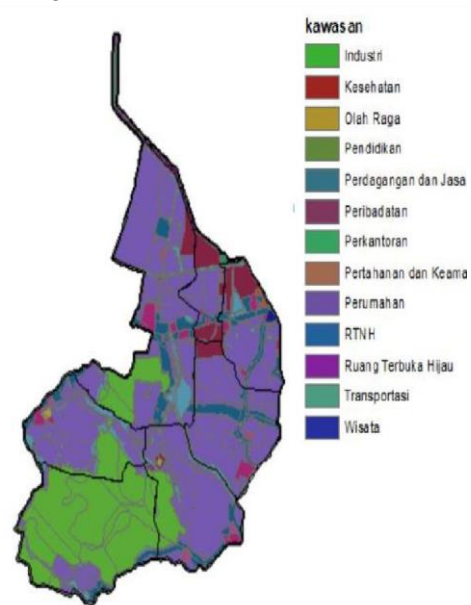 kawasan
Industri
Kesehatan
Olah Raga
Pendidikan
Perdagangan dan Jasa
Peribadatan
Perkantoran
Pertahanan dan Keama
Perumahan
RTNH
Ruang Terbuka Hijau
Transportasi
Wisata